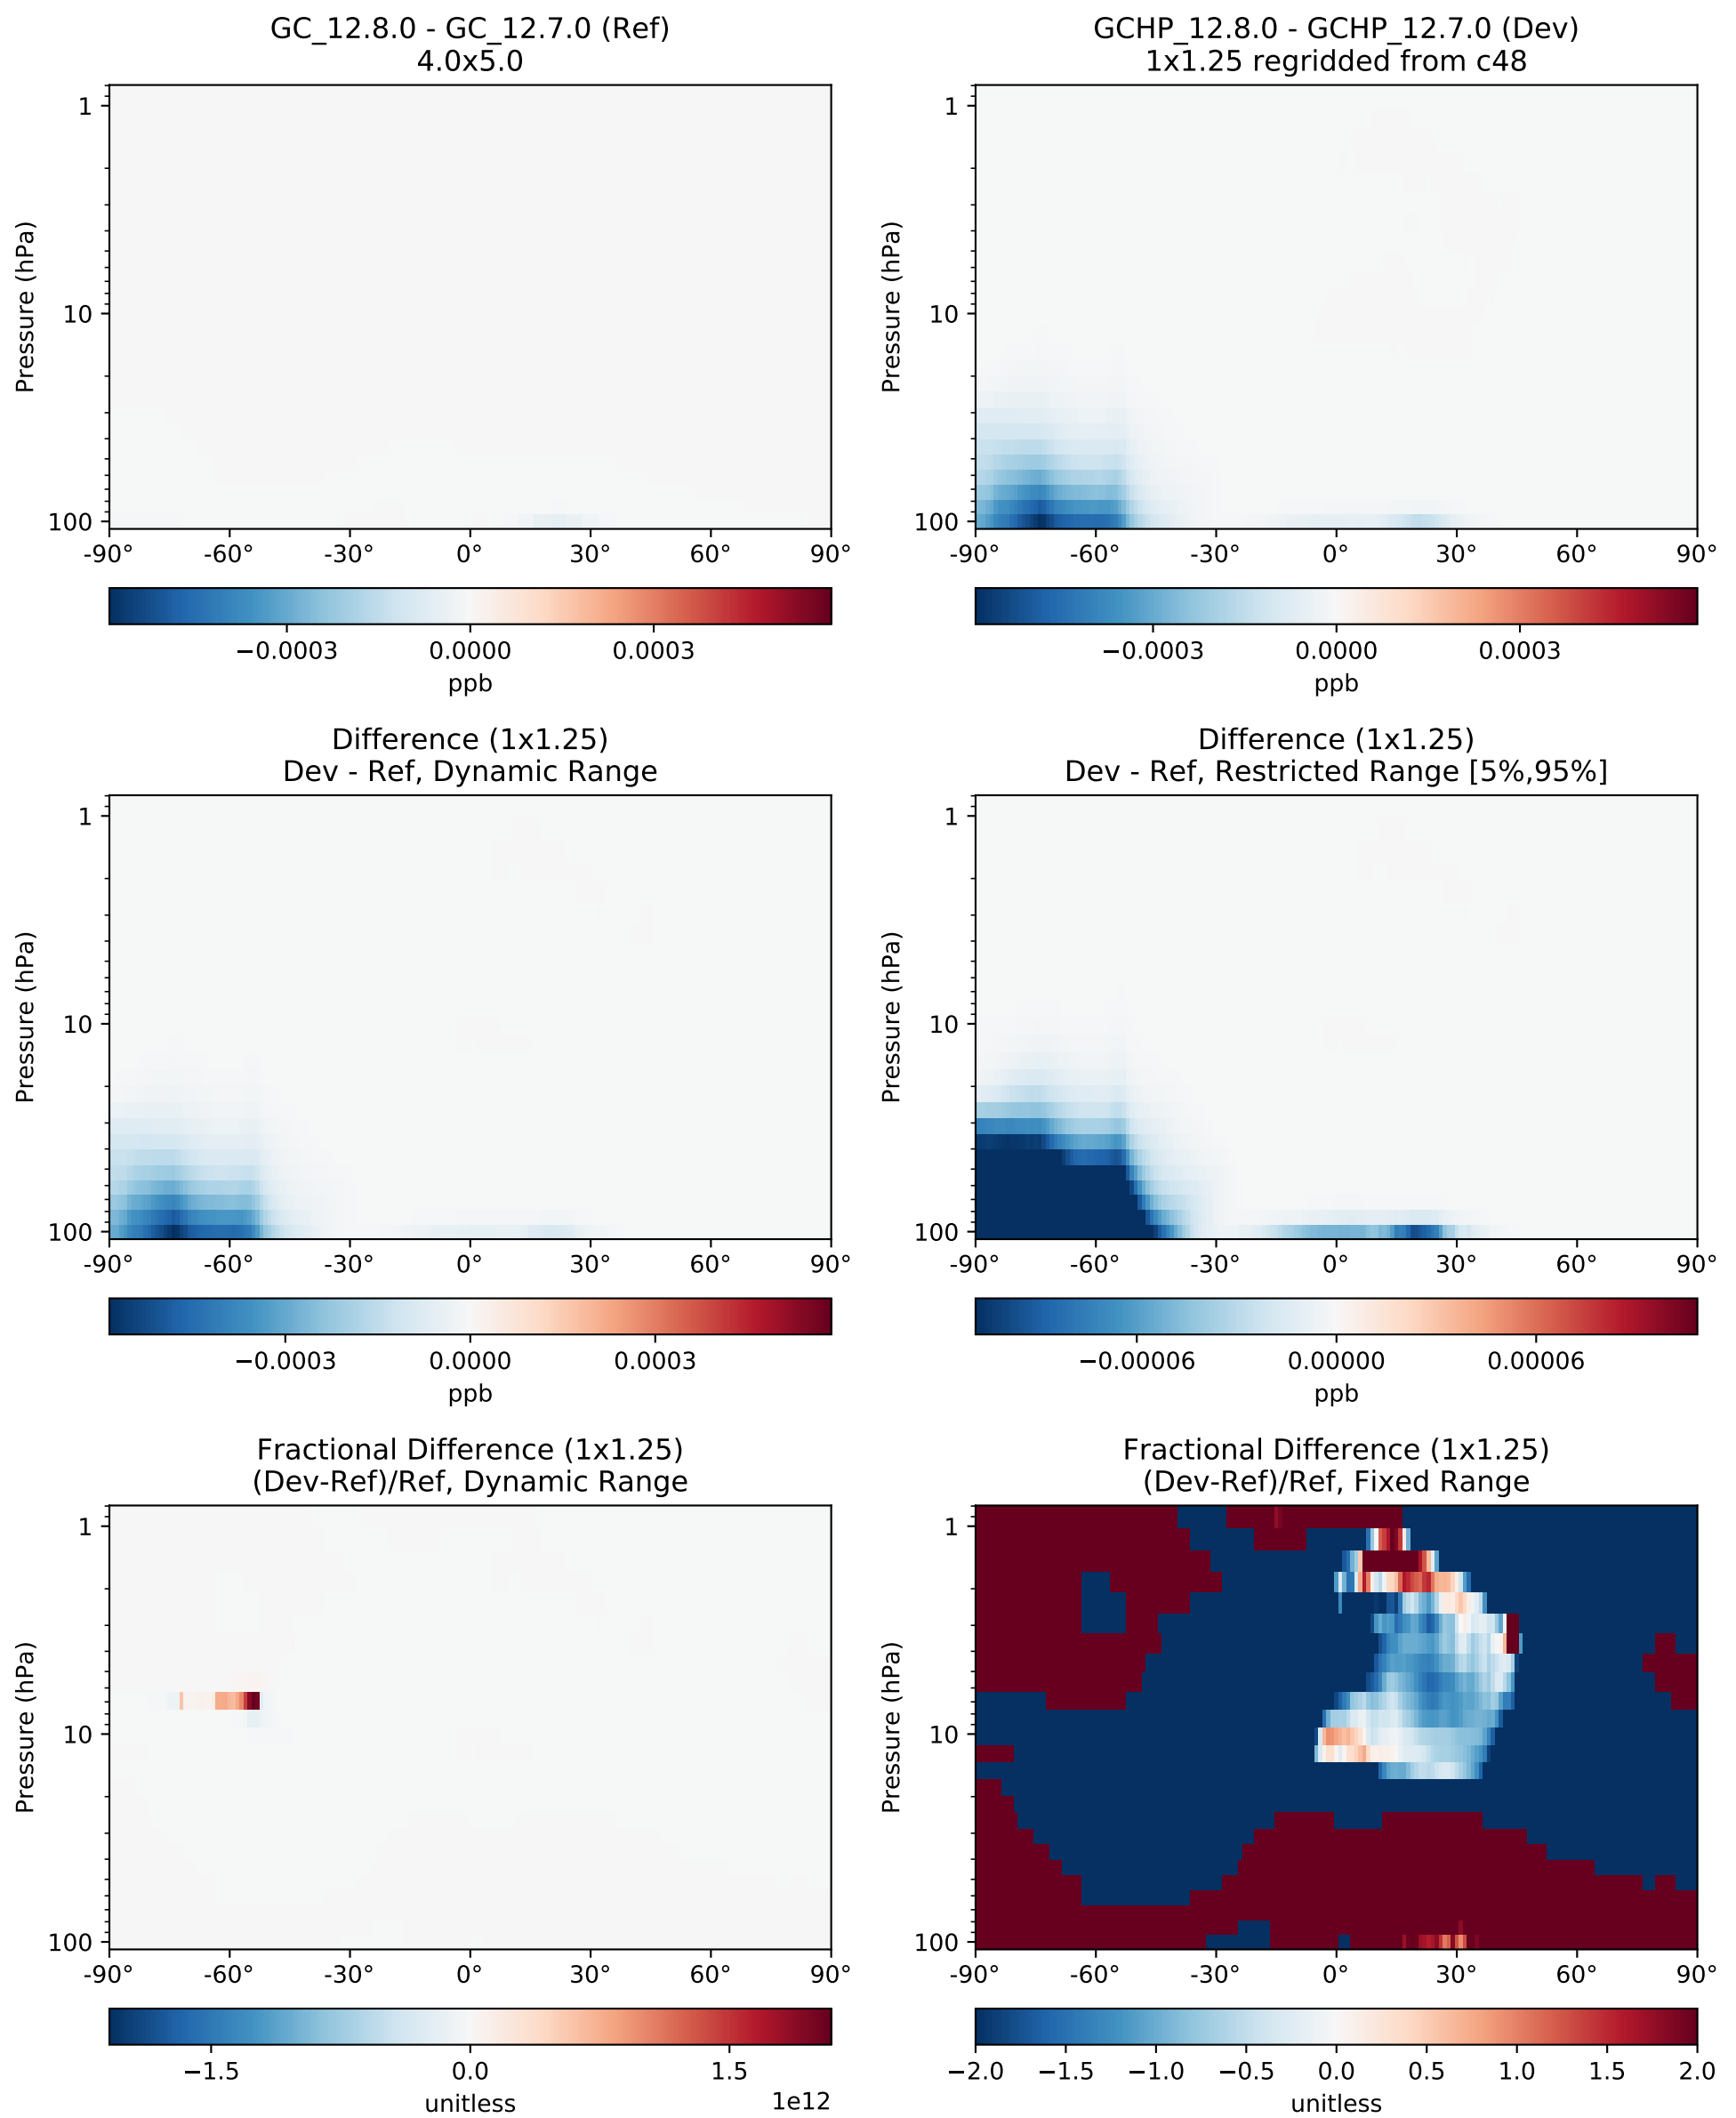 GC_12.8.0 - GC_12.7.0 (Ref)
4.0x5.0
Pressure (hPa)
1
10
100
-90° -60° -30° 0° 30° 60° 90°
−0.0003 0.0000 0.0003
ppb
GCHP_12.8.0 - GCHP_12.7.0 (Dev)
1x1.25 regridded from c48
Pressure (hPa)
1
10
100
-90° -60° -30° 0° 30° 60° 90°
−0.0003 0.0000 0.0003
ppb
Difference (1x1.25)
Dev - Ref, Dynamic Range
Pressure (hPa)
1
10
100
-90° -60° -30° 0° 30° 60° 90°
−0.0003 0.0000 0.0003
ppb
Difference (1x1.25)
Dev - Ref, Restricted Range [5%,95%]
Pressure (hPa)
1
10
100
-90° -60° -30° 0° 30° 60° 90°
−0.00006 0.00000 0.00006
ppb
Fractional Difference (1x1.25)
(Dev-Ref)/Ref, Dynamic Range
Pressure (hPa)
1
10
100
-90° -60° -30° 0° 30° 60° 90°
−1.5 0.0 1.5
unitless 1e12
Fractional Difference (1x1.25)
(Dev-Ref)/Ref, Fixed Range
Pressure (hPa)
1
10
100
-90° -60° -30° 0° 30° 60° 90°
−2.0 −1.5 −1.0 −0.5 0.0 0.5 1.0 1.5 2.0
unitless